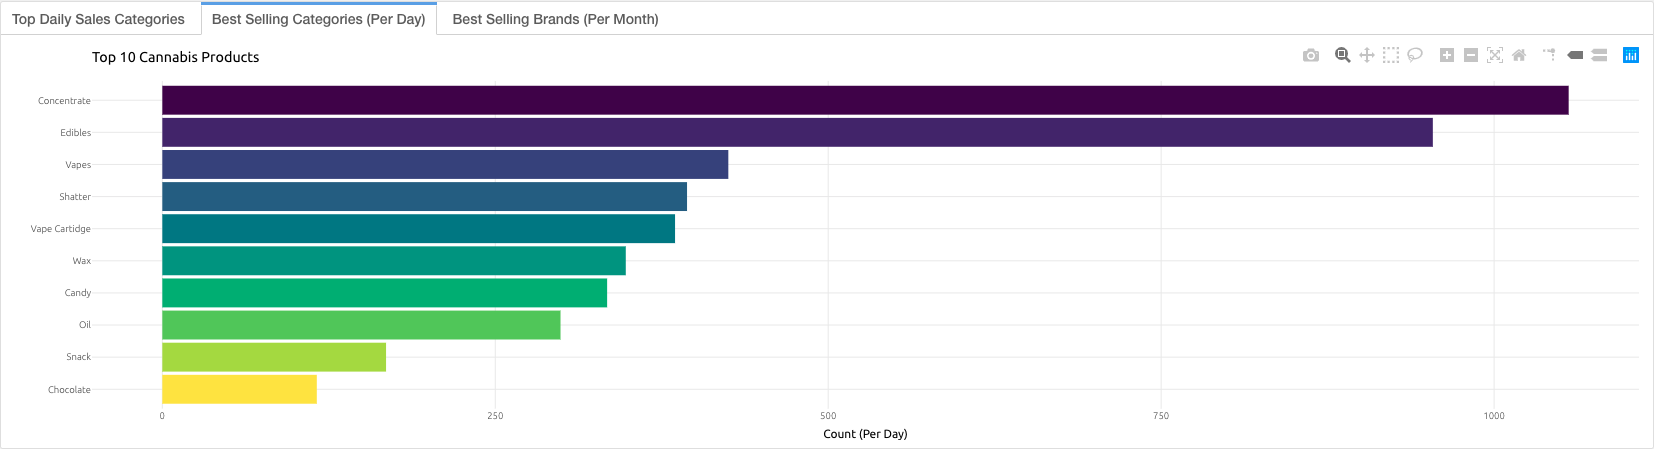 Top Daily Sales Categories
Best Selling Categories (Per Day)
Best Selling Brands (Per Month)
Top 10 Cannabis Products
Concentrate
Edibles
Vapes
Shatter
Vape Cartidge
Wax
Candy
Oil
Snack
Chocolate
0
250
500
750
1000
Count (Per Day)